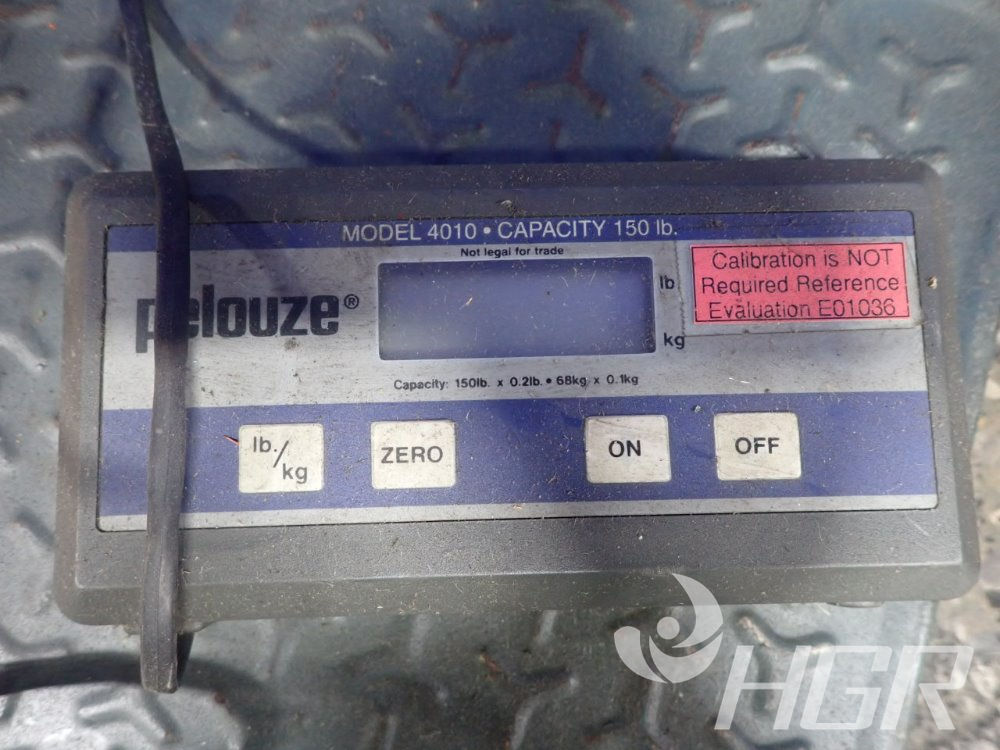 MODEL 4010 • CAPACITY 150 lb.
Not legal for trade
pelouze®
lb
kg
Calibration is NOT
Required Reference
Evaluation E01036
Capacity: 150lb. x 0.2lb. • 68kg x 0.1kg
lb./kg
ZERO
ON
OFF
HGR